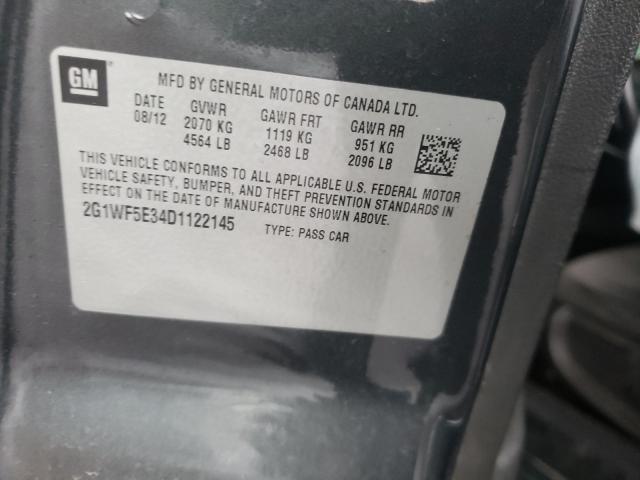 GM
MFD BY GENERAL MOTORS OF CANADA LTD.
DATE GVWR GAWR FRT GAWR RR
08/12 2070 KG 1119 KG 951 KG
4564 LB 2468 LB 2096 LB
THIS VEHICLE CONFORMS TO ALL APPLICABLE U.S. FEDERAL MOTOR
VEHICLE SAFETY, BUMPER, AND THEFT PREVENTION STANDARDS IN
EFFECT ON THE DATE OF MANUFACTURE SHOWN ABOVE.
2G1WF5E34D1122145 TYPE: PASS CAR